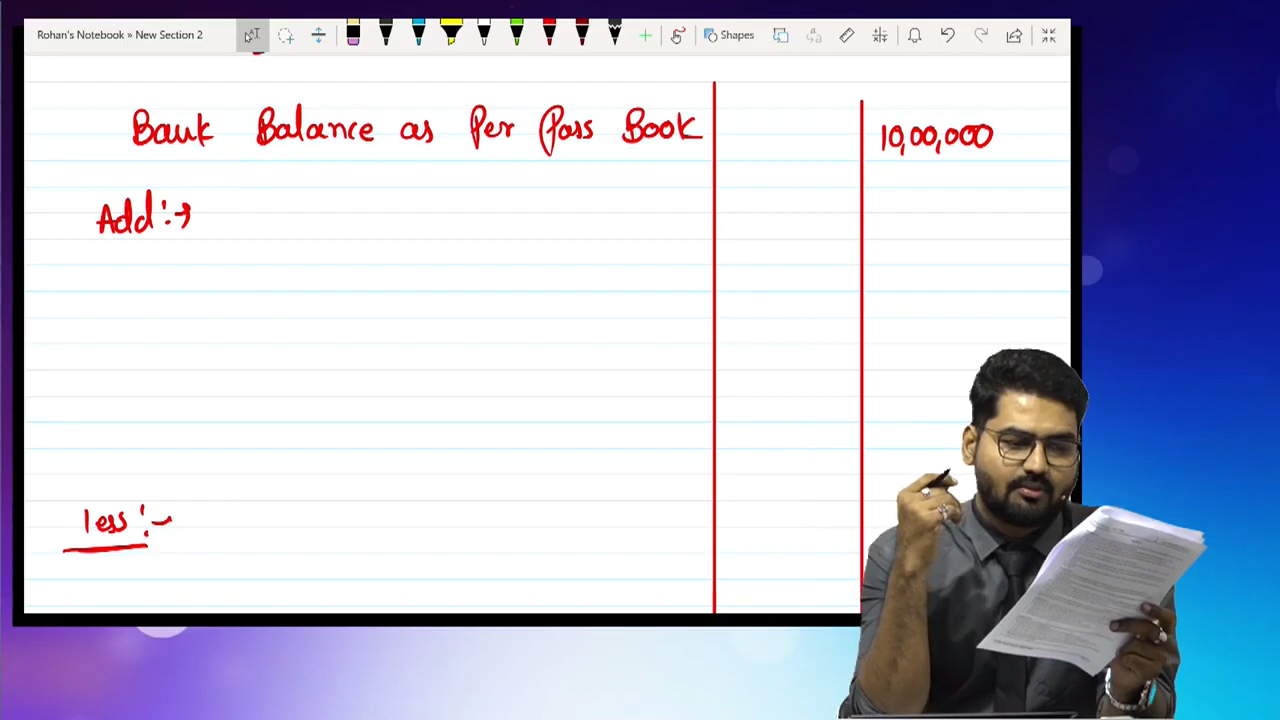 Rohan's Notebook » New Section 2
Shapes
Bank Balance as Per Pass Book 10,00,000
Add :→
less :-